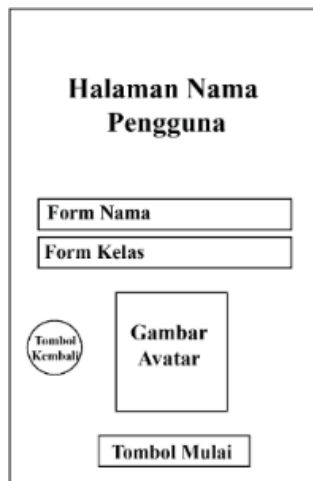 Halaman Nama
Pengguna
Form Nama
Form Kelas
Tombol
Kembali
Gambar
Avatar
Tombol Mulai